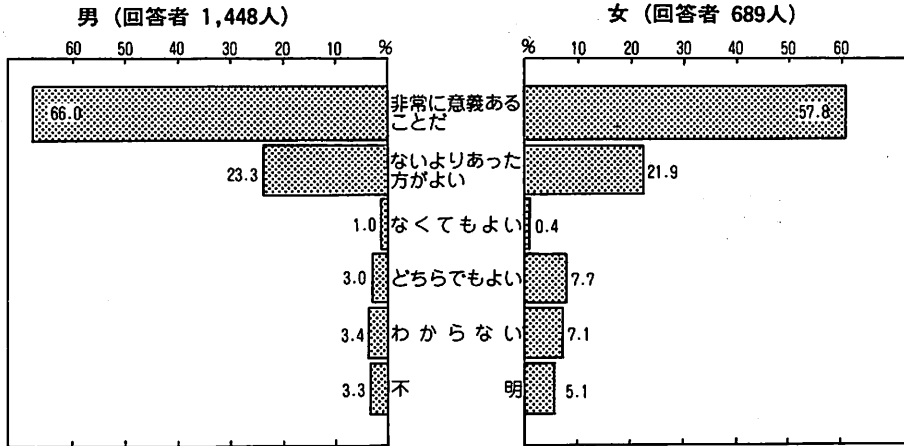 男 (回答者 1,448人)
女 (回答者 689人)
60 50 40 30 20 10 %
% 10 20 30 40 50 60
66.0 非常に意義ある
ことだ 57.8
23.3 ないよりあった
方がよい 21.9
1.0 なくてもよい 0.4
3.0 どちらでもよい 7.7
3.4 わからない 7.1
3.3 不明 5.1